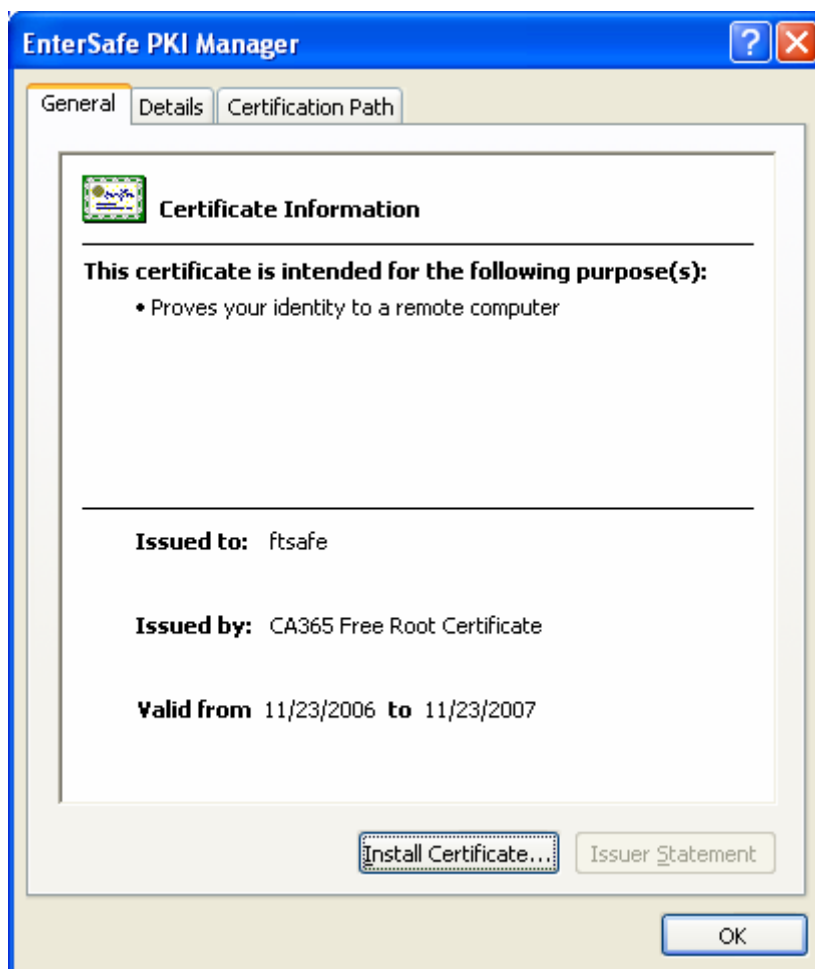 EnterSafe PKI Manager
General Details Certification Path
Certificate Information
This certificate is intended for the following purpose(s):
• Proves your identity to a remote computer
Issued to: ftsafe
Issued by: CA365 Free Root Certificate
Valid from 11/23/2006 to 11/23/2007
Install Certificate... Issuer Statement
OK